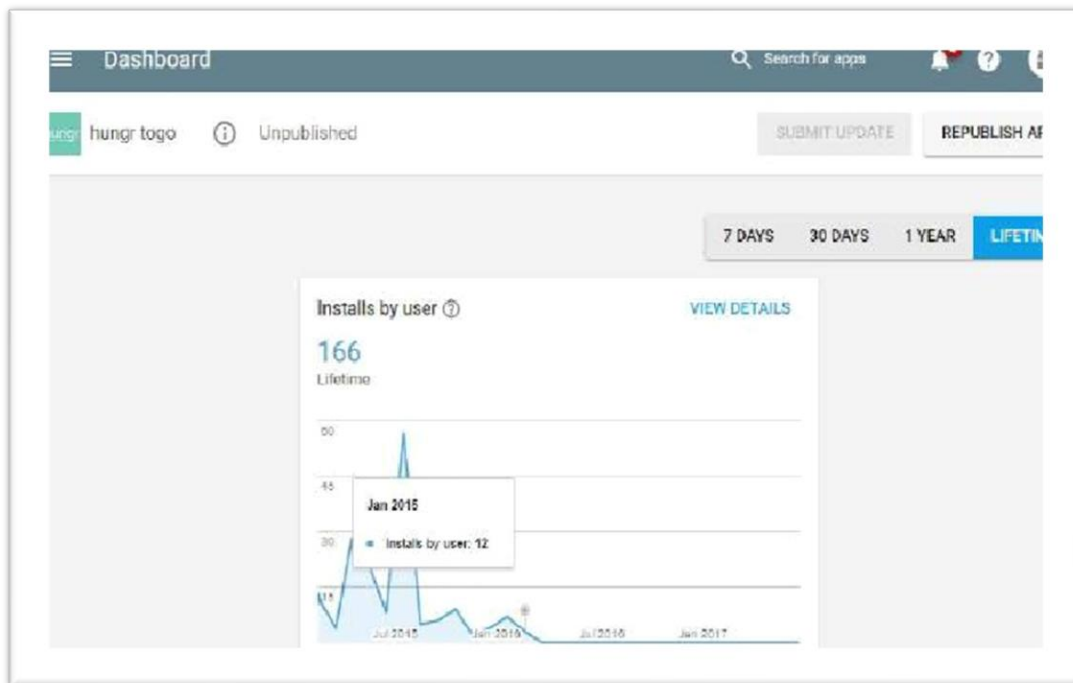 Dashboard
Search for apps
hungr
hungr togo
Unpublished
SUBMIT UPDATE
REPUBLISH AP
7 DAYS 30 DAYS 1 YEAR LIFETIM
Installs by user
VIEW DETAILS
166
Lifetime
60
45
Jan 2015
30
Installs by user: 12
15
Jul 2015 Jan 2016 Jul 2016 Jan 2017